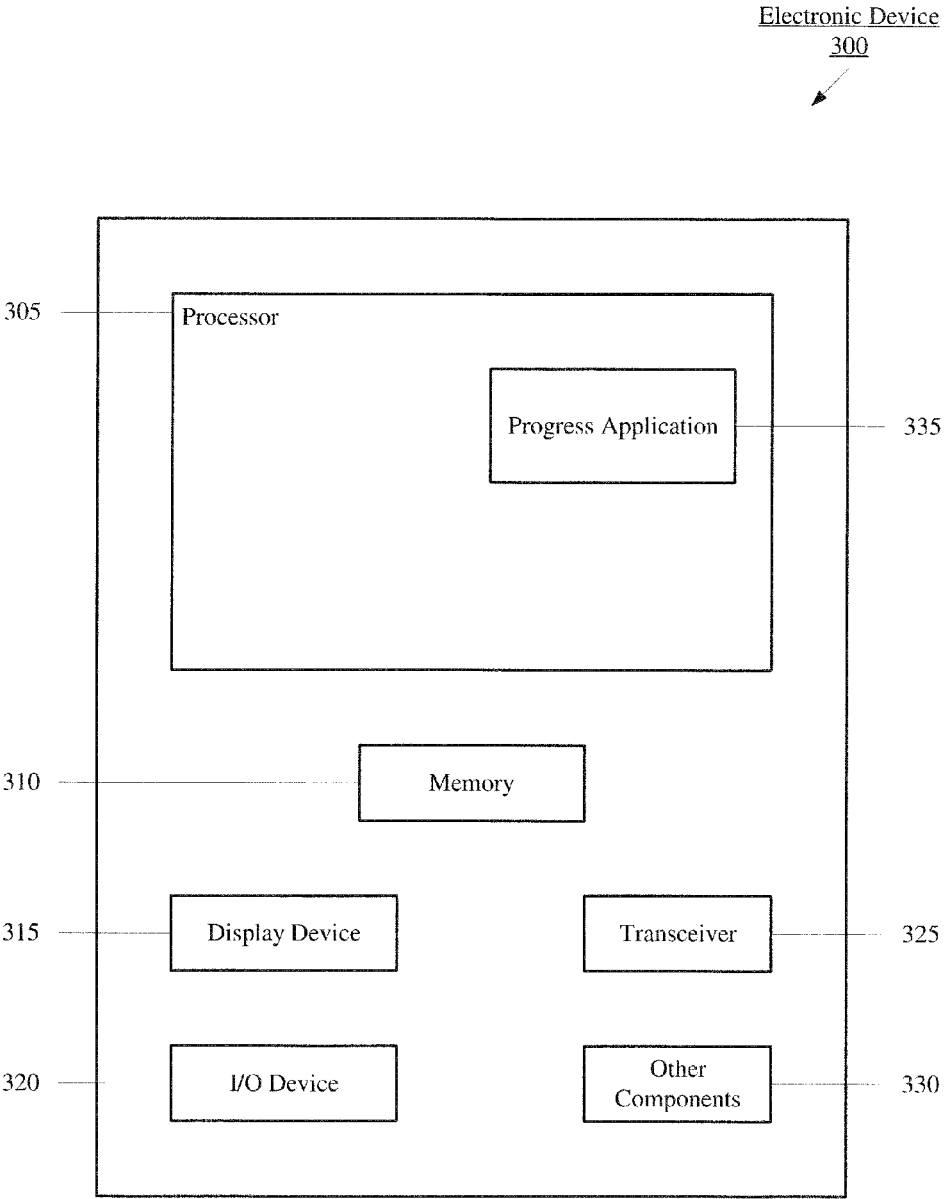 Electronic Device
300
305
Processor
Progress Application
335
310
Memory
315
Display Device
Transceiver
325
320
I/O Device
Other
Components
330